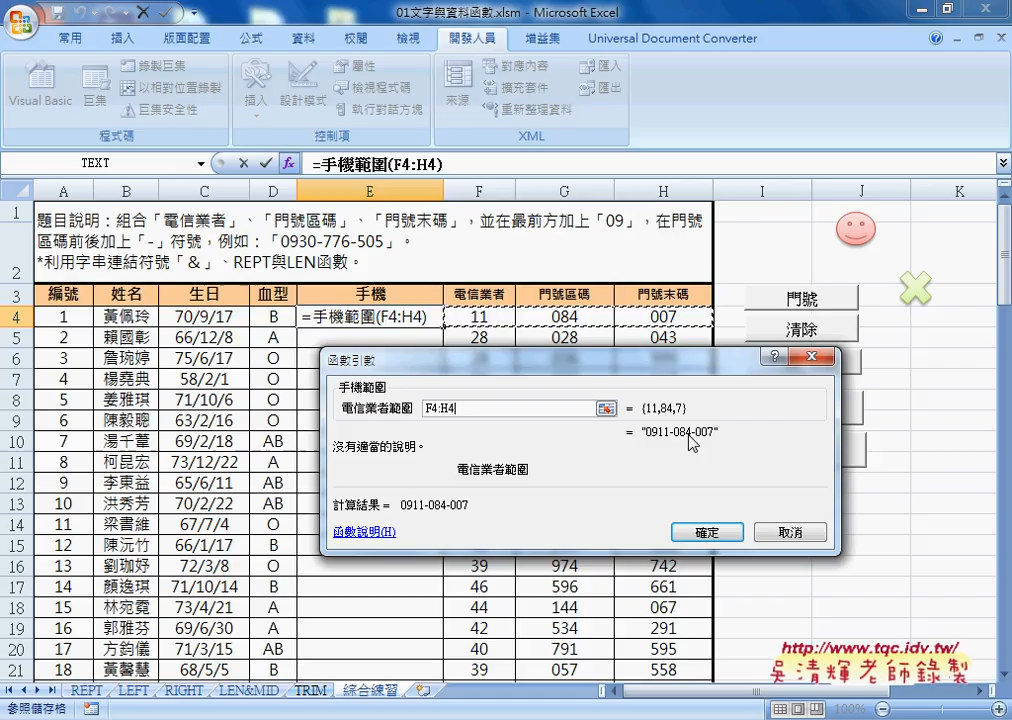 01文字與資料函數.xlsm - Microsoft Excel
常用 插入 版面配置 公式 資料 校閱 檢視 開發人員 增益集 Universal Document Converter
Visual Basic 巨集 錄製巨集 以相對位置錄製 巨集安全性 程式碼
插入 設計模式 屬性 檢視程式碼 執行對話方塊 控制項
來源 對應內容 擴充套件 重新整理資料 匯入 匯出 XML
TEXT =手機範圍(F4:H4)
A B C D E F G H I J K
1 題目說明：組合「電信業者」、「門號區碼」、「門號末碼」，並在最前方加上「09」，在門號
區碼前後加上「-」符號，例如：「0930-776-505」。
2 *利用字串連結符號「&」、REPT與LEN函數。
3 編號 姓名 生日 血型 手機 電信業者 門號區碼 門號末碼 門號
4 1 黃佩玲 70/9/17 B =手機範圍(F4:H4) 11 084 007 清除
5 2 賴國彰 66/12/8 A 28 028 043
6 3 詹琬婷 75/6/17 O
7 4 楊堯典 58/2/1 O
8 5 姜雅琪 71/10/6 O
9 6 陳毅聰 63/2/16 O
10 7 湯千薑 69/2/18 AB
11 8 柯昆宏 73/12/22 A
12 9 李東益 65/6/11 AB
13 10 洪秀芳 70/2/22 AB
14 11 梁書維 67/7/4 O
15 12 陳沅竹 66/1/17 B
16 13 劉珈妤 72/3/8 O 39 974 742
17 14 顏逸琪 71/10/14 B 46 596 661
18 15 林宛霓 73/4/21 A 44 144 067
19 16 郭雅芬 69/6/30 A 42 534 291
20 17 方鈞儀 71/3/15 AB 40 791 595
21 18 黃馨慧 68/5/5 B 39 057 558
函數引數
手機範圍
電信業者範圍 F4:H4 = {11,84,7}
= "0911-084-007"
沒有適當的說明。
電信業者範圍
計算結果 = 0911-084-007
函數說明(H) 確定 取消
http://www.tqc.idv.tw/
吳清輝老師錄製
REPT LEFT RIGHT LEN&MID TRIM 綜合練習
參照儲存格 100%